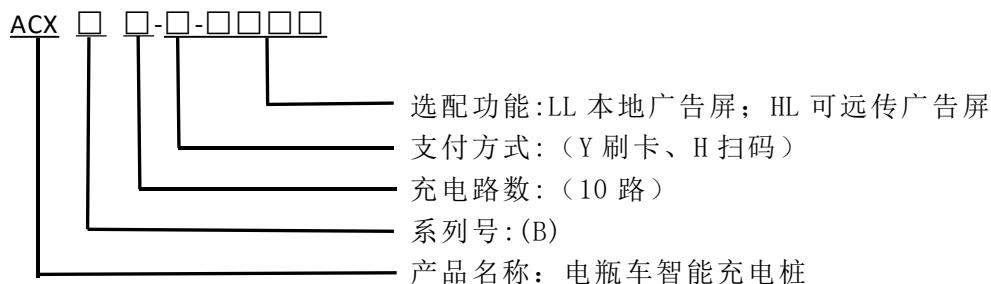 ACX □ □-□-□□□□
选配功能:LL 本地广告屏；HL 可远传广告屏
支付方式:（Y 刷卡、H 扫码）
充电路数:（10 路）
系列号:(B)
产品名称：电瓶车智能充电桩